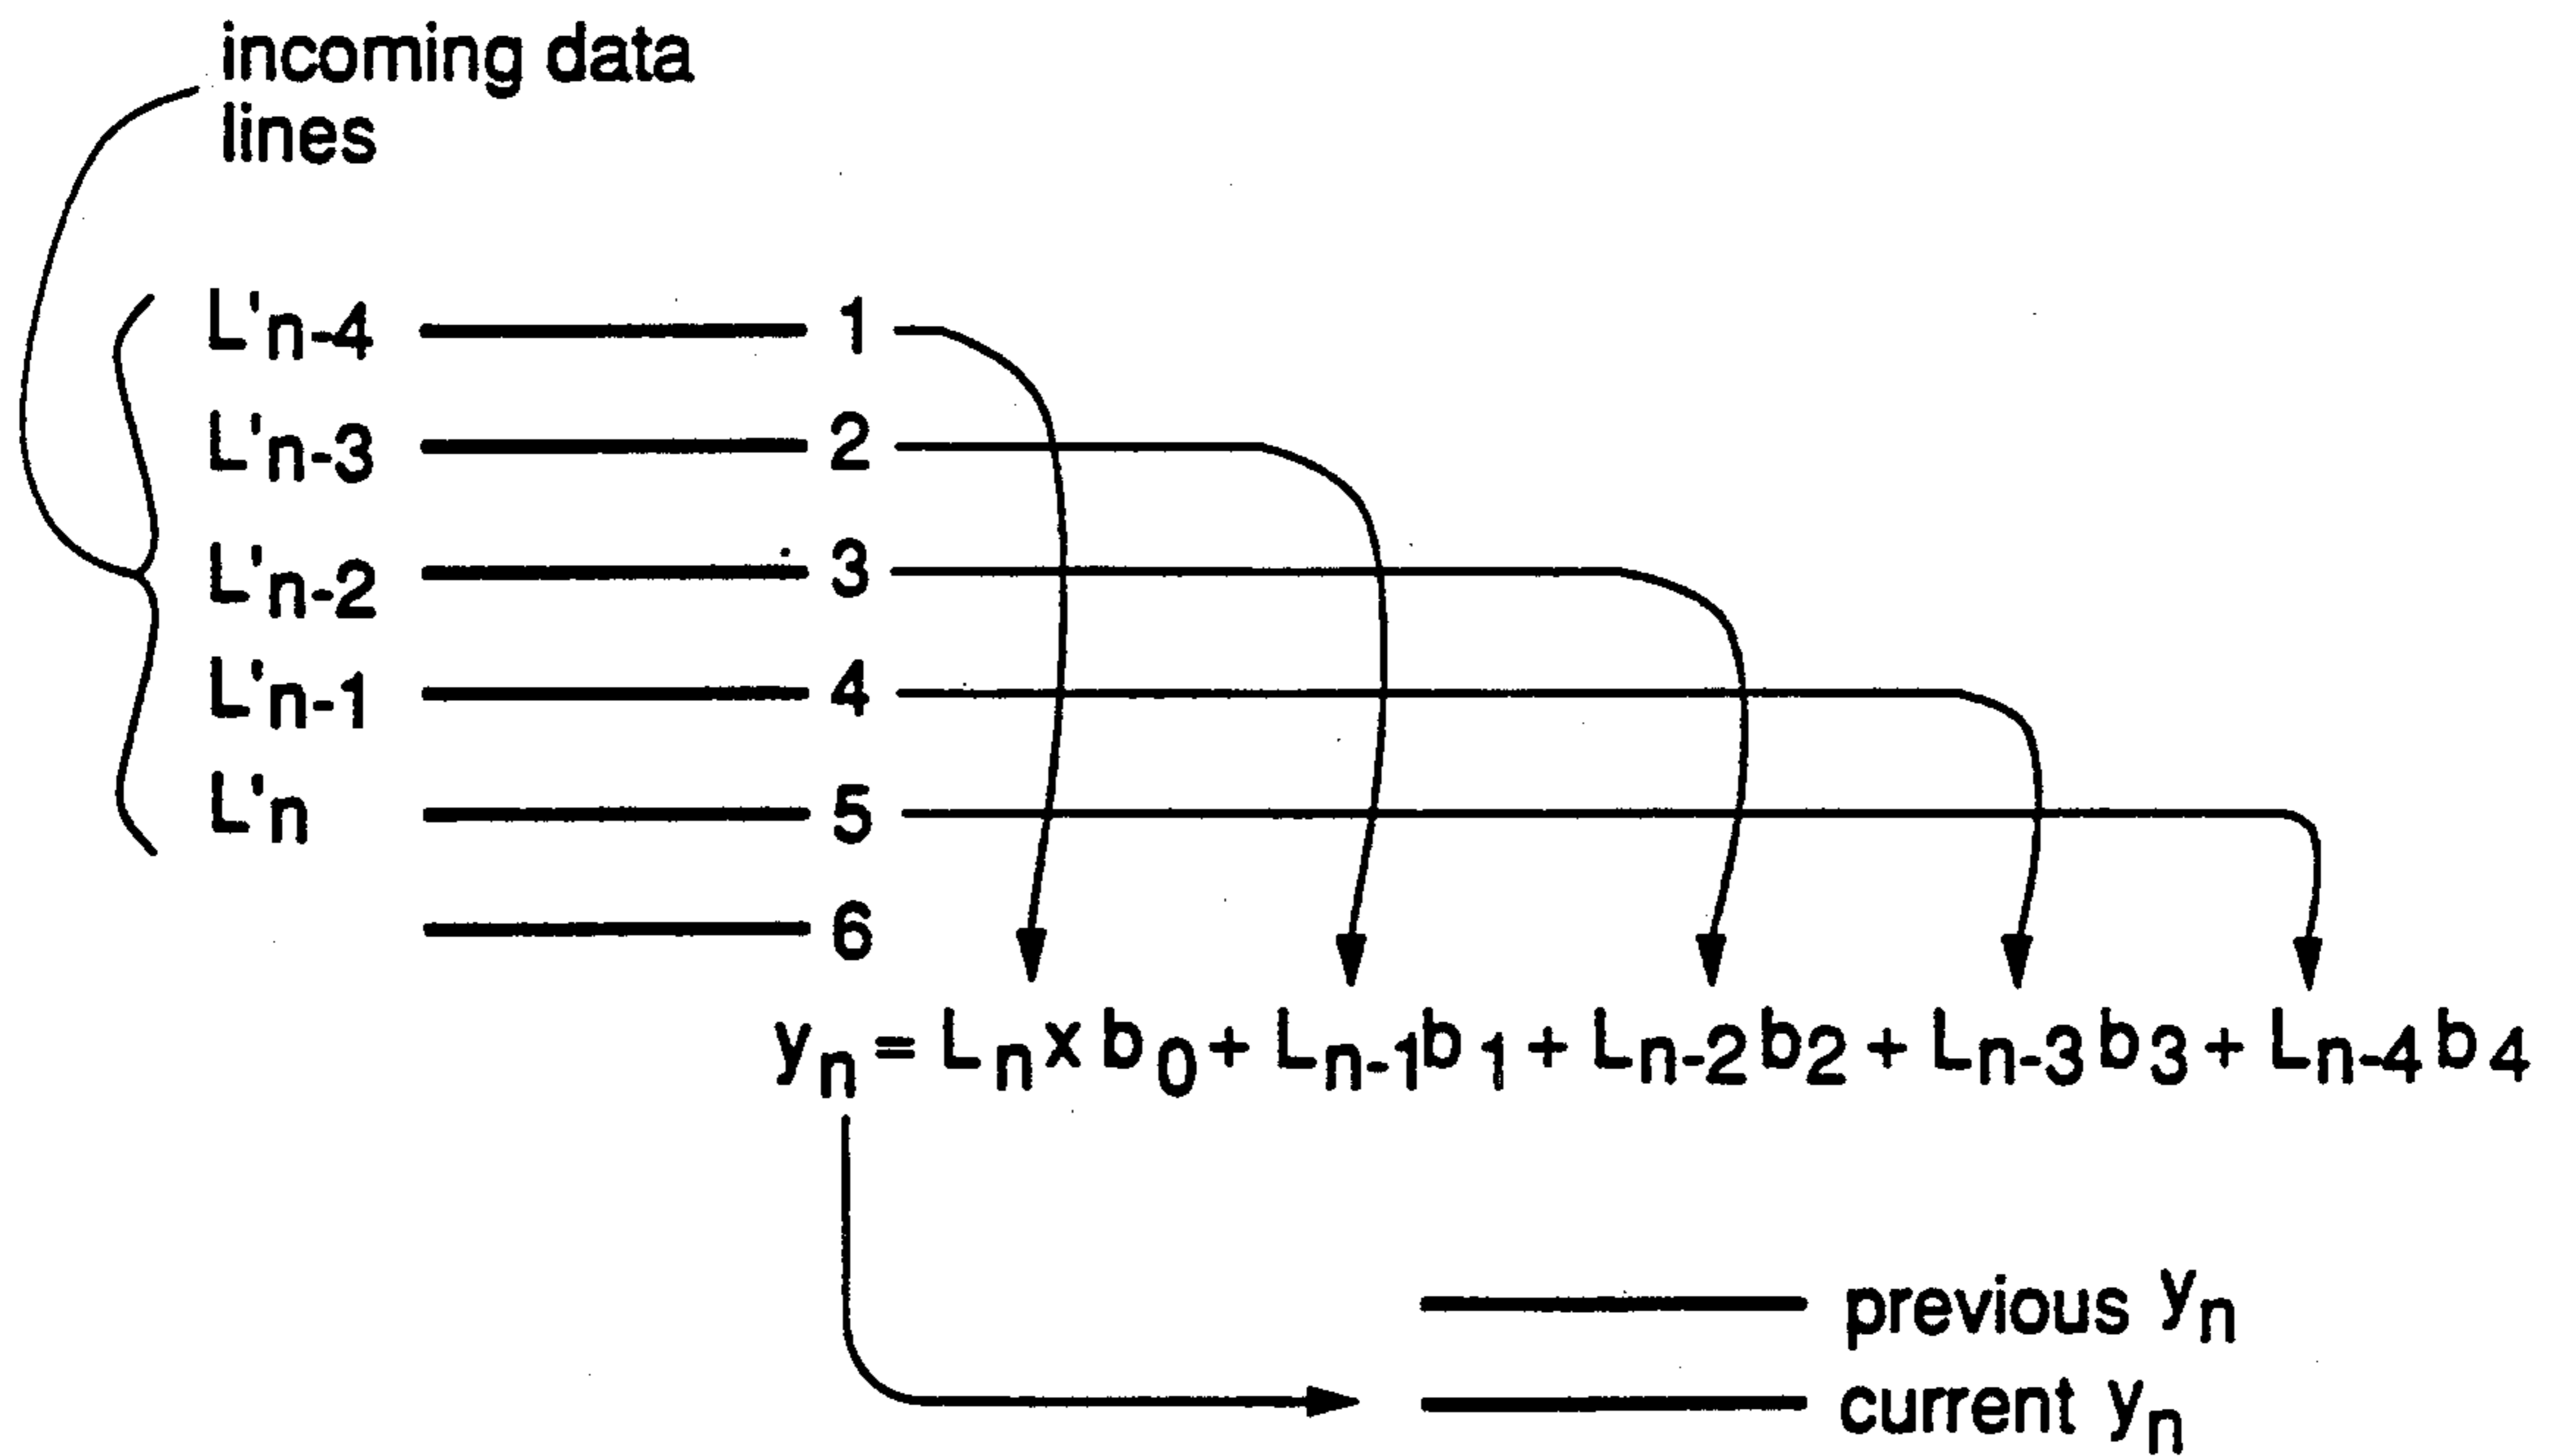 incoming data
lines
L'n-4 1
L'n-3 2
L'n-2 3
L'n-1 4
L'n 5
6
yn = Ln x b0 + Ln-1b1 + Ln-2b2 + Ln-3b3 + Ln-4b4
previous yn
current yn